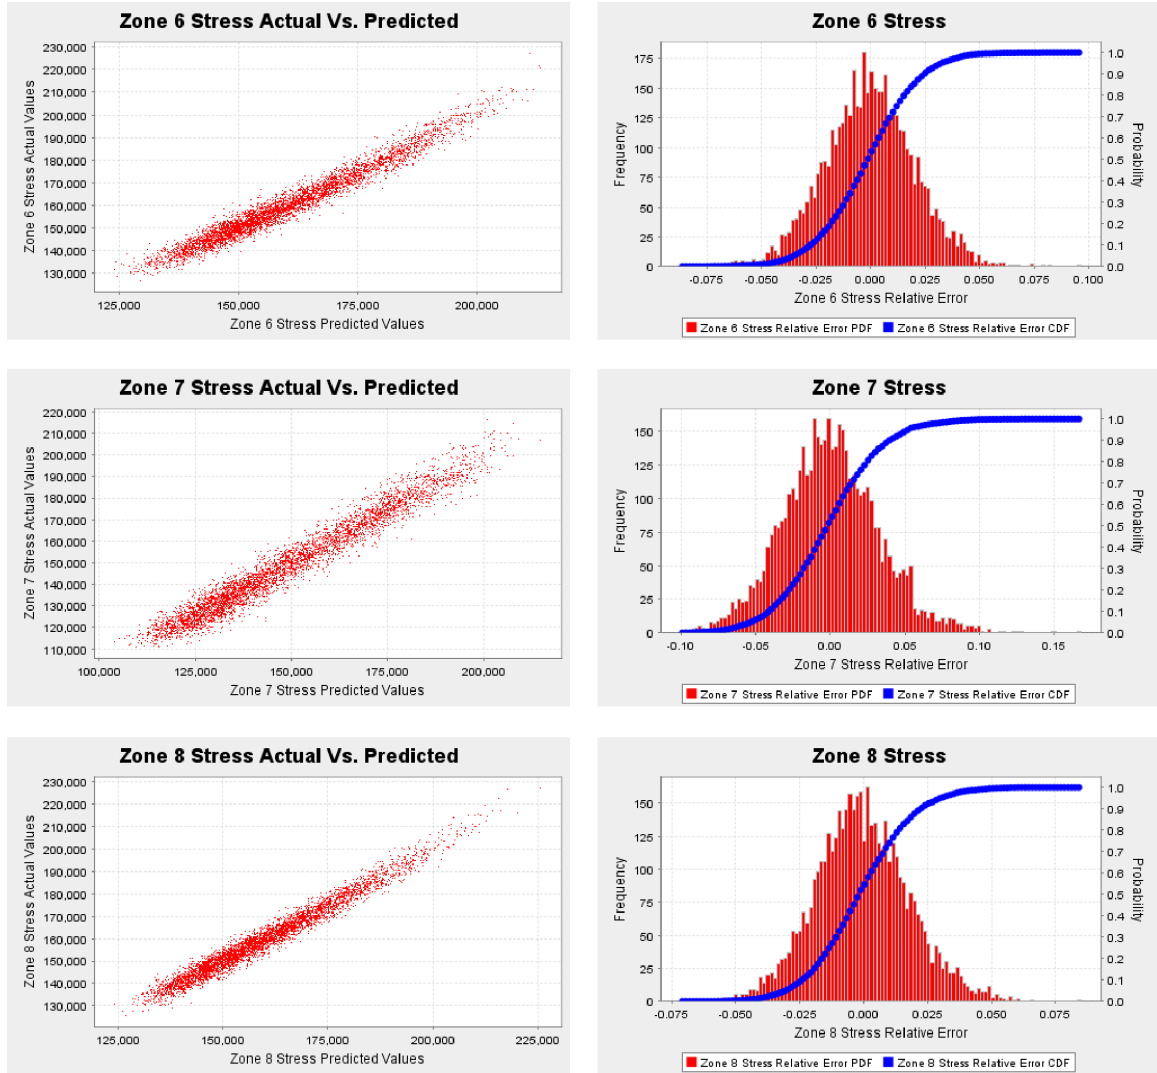 Zone 6 Stress Actual Vs. Predicted
Zone 6 Stress Actual Values
230,000
220,000
210,000
200,000
190,000
180,000
170,000
160,000
150,000
140,000
130,000
125,000 150,000 175,000 200,000
Zone 6 Stress Predicted Values
Zone 6 Stress
Frequency
175
150
125
100
75
50
25
0
Probability
1.0
0.9
0.8
0.7
0.6
0.5
0.4
0.3
0.2
0.1
0.0
-0.075 -0.050 -0.025 0.000 0.025 0.050 0.075 0.100
Zone 6 Stress Relative Error
Zone 6 Stress Relative Error PDF Zone 6 Stress Relative Error CDF
Zone 7 Stress Actual Vs. Predicted
Zone 7 Stress Actual Values
220,000
210,000
200,000
190,000
180,000
170,000
160,000
150,000
140,000
130,000
120,000
110,000
100,000 125,000 150,000 175,000 200,000
Zone 7 Stress Predicted Values
Zone 7 Stress
Frequency
150
125
100
75
50
25
0
Probability
1.0
0.9
0.8
0.7
0.6
0.5
0.4
0.3
0.2
0.1
0.0
-0.10 -0.05 0.00 0.05 0.10 0.15
Zone 7 Stress Relative Error
Zone 7 Stress Relative Error PDF Zone 7 Stress Relative Error CDF
Zone 8 Stress Actual Vs. Predicted
Zone 8 Stress Actual Values
230,000
220,000
210,000
200,000
190,000
180,000
170,000
160,000
150,000
140,000
130,000
125,000 150,000 175,000 200,000 225,000
Zone 8 Stress Predicted Values
Zone 8 Stress
Frequency
150
125
100
75
50
25
0
Probability
1.0
0.9
0.8
0.7
0.6
0.5
0.4
0.3
0.2
0.1
0.0
-0.075 -0.050 -0.025 0.000 0.025 0.050 0.075
Zone 8 Stress Relative Error
Zone 8 Stress Relative Error PDF Zone 8 Stress Relative Error CDF